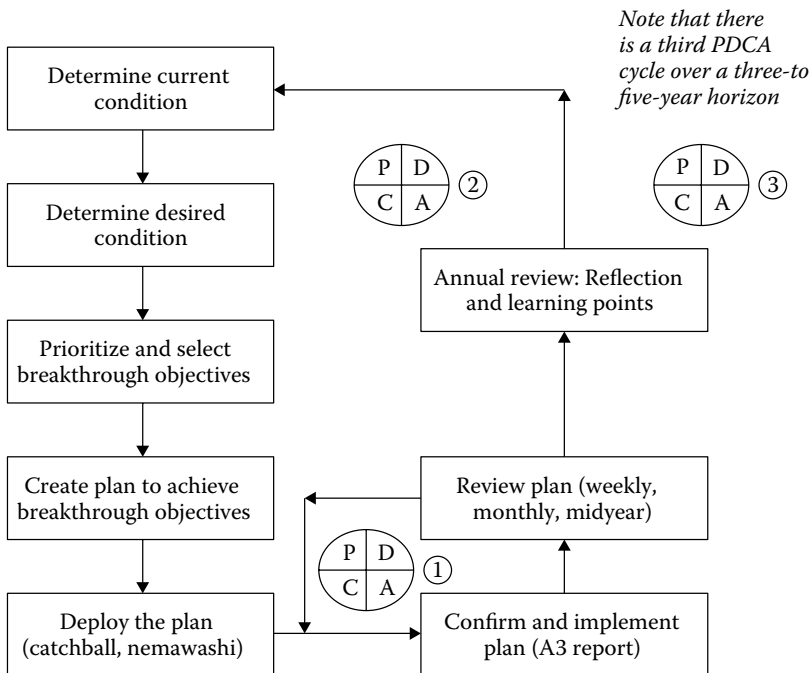 Note that there
is a third PDCA
cycle over a three-to
five-year horizon
Determine current
condition
P D
C A
2
P D
C A
3
Determine desired
condition
Annual review: Reflection
and learning points
Prioritize and select
breakthrough objectives
Create plan to achieve
breakthrough objectives
Review plan (weekly,
monthly, midyear)
P D
C A
1
Deploy the plan
(catchball, nemawashi)
Confirm and implement
plan (A3 report)